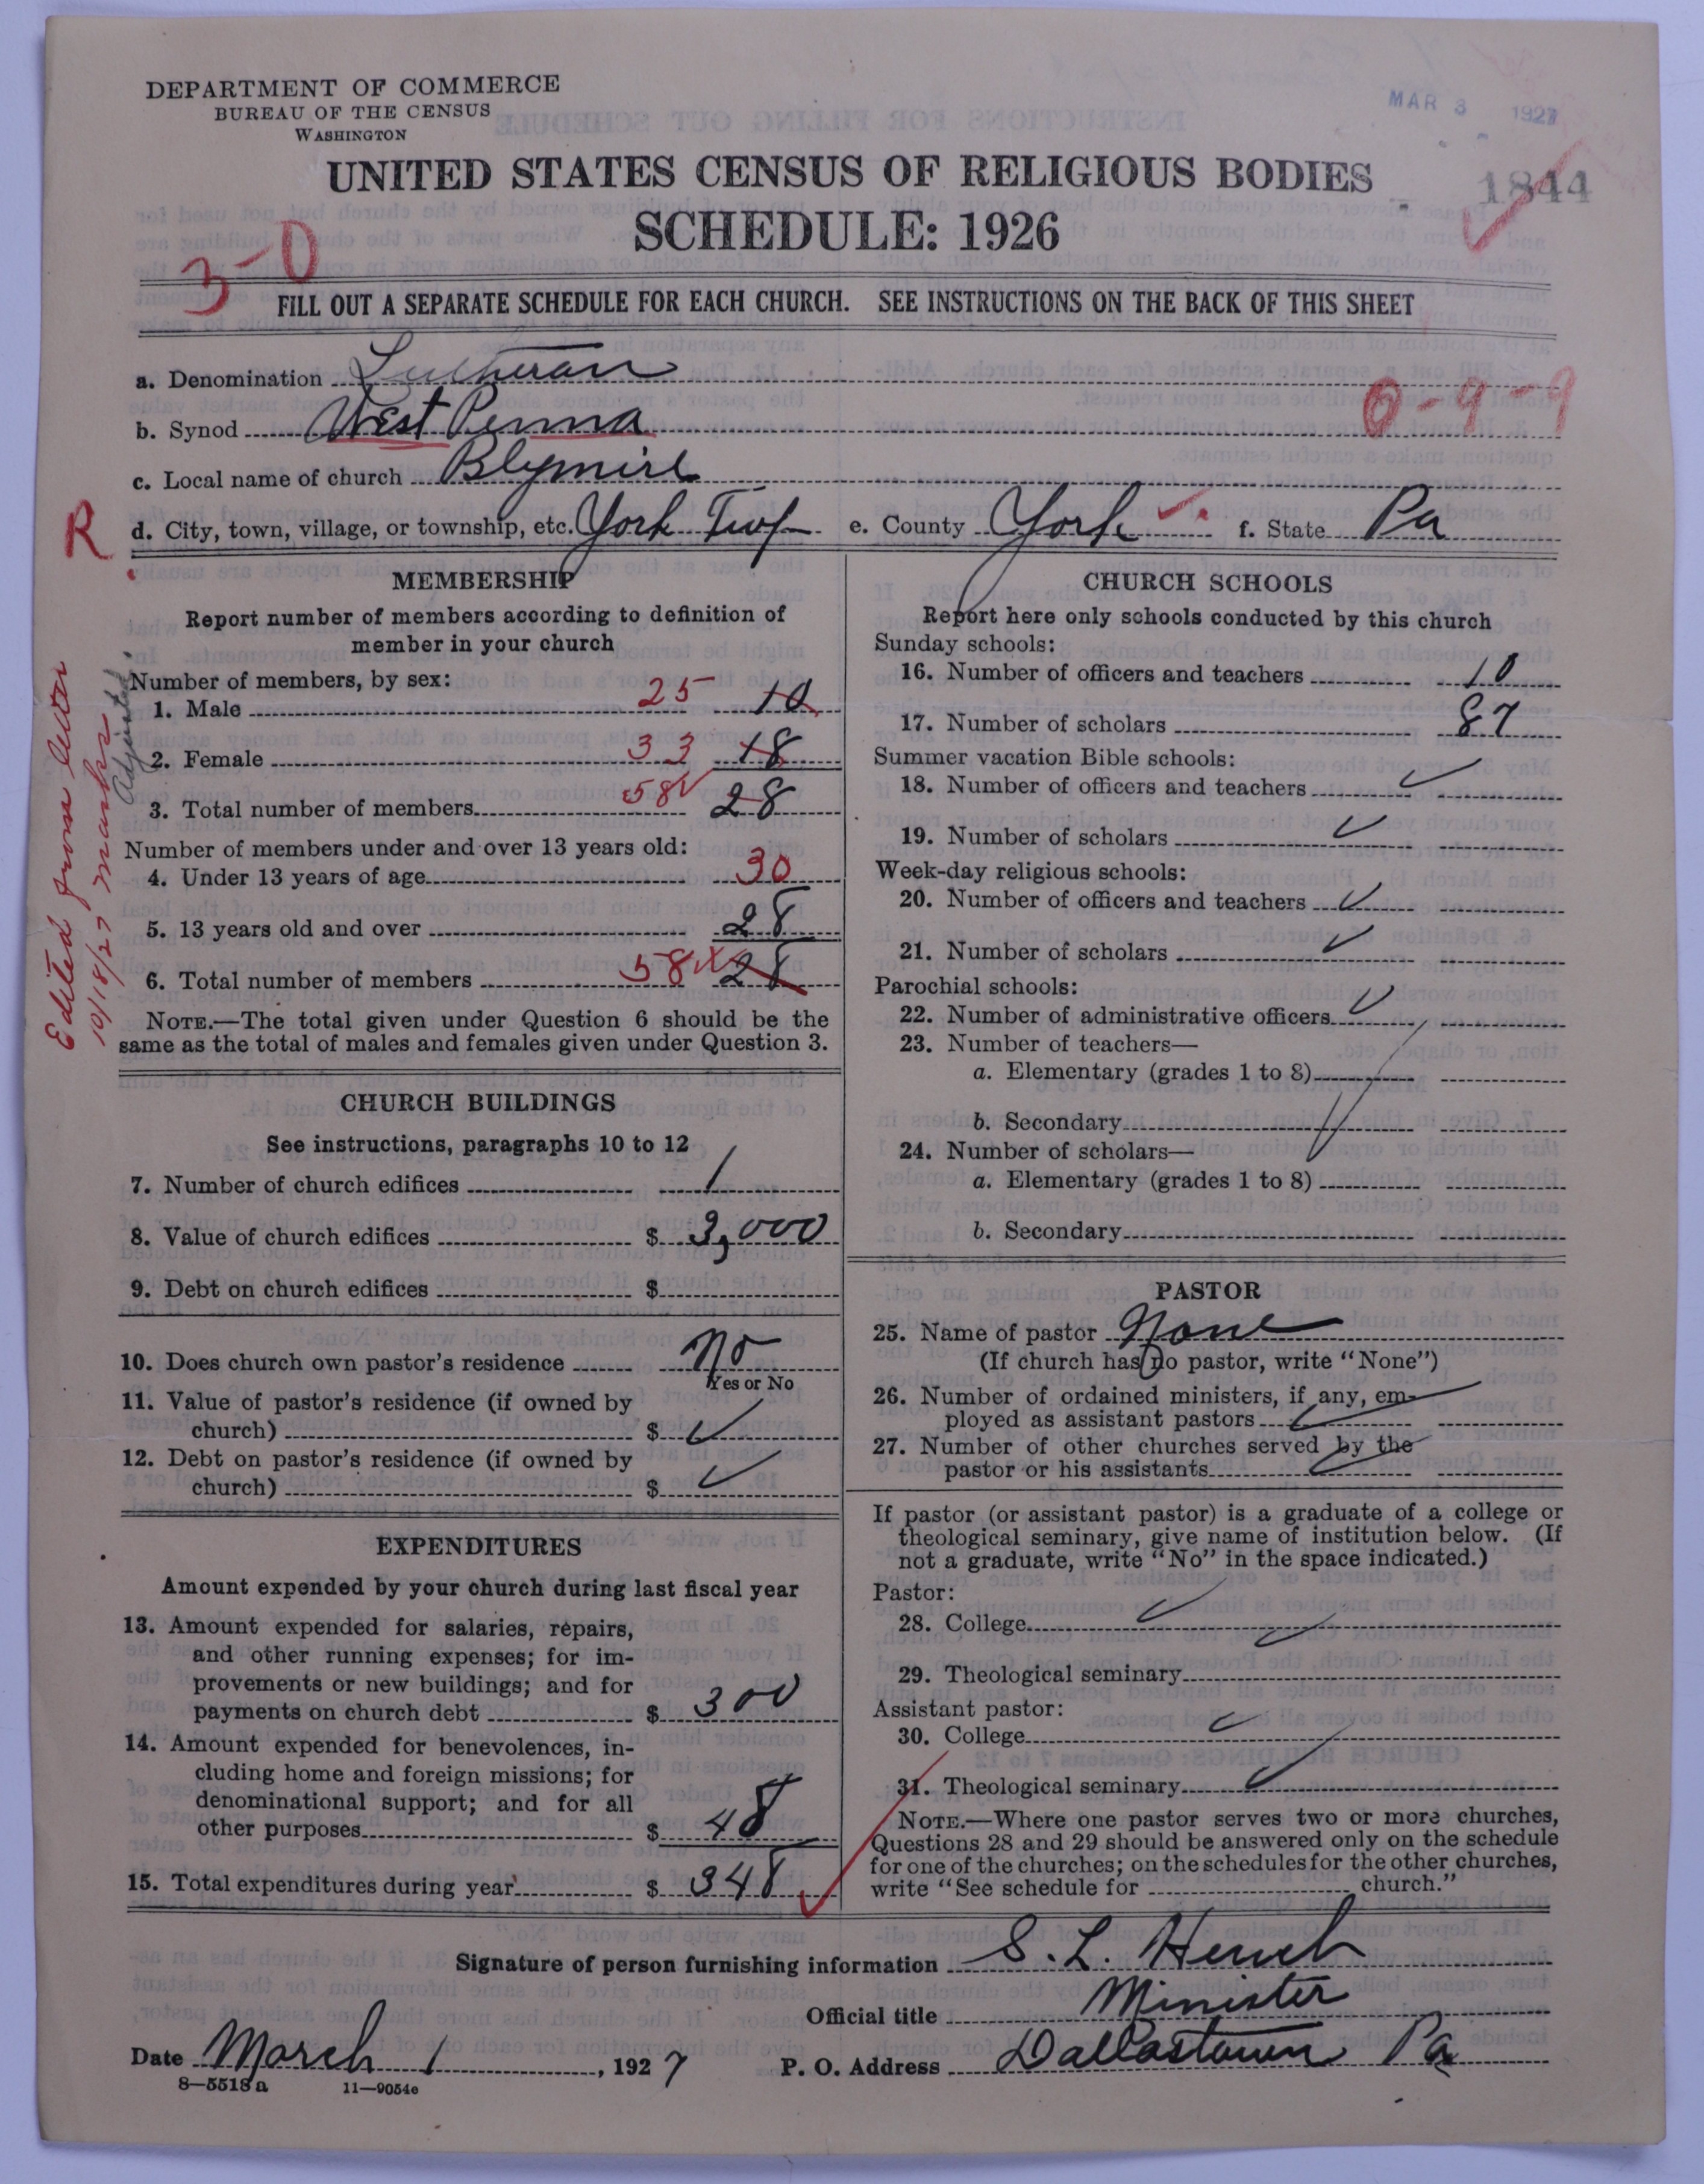 DEPARTMENT OF COMMERCE
BUREAU OF THE CENSUS
WASHINGTON
MAR 3 1927
UNITED STATES CENSUS OF RELIGIOUS BODIES
1844
SCHEDULE: 1926
3-0
FILL OUT A SEPARATE SCHEDULE FOR EACH CHURCH. SEE INSTRUCTIONS ON THE BACK OF THIS SHEET
a. Denomination Lutheran
0-9-9
b. Synod West Penna
c. Local name of church Blymire
R
d. City, town, village, or township, etc. York Twp e. County York f. State Pa
MEMBERSHIP
Report number of members according to definition of
member in your church
Number of members, by sex:
1. Male 25 10
2. Female 33 18
3. Total number of members 58 28
Number of members under and over 13 years old:
4. Under 13 years of age 30
5. 13 years old and over 28
6. Total number of members 58 28
NOTE.—The total given under Question 6 should be the
same as the total of males and females given under Question 3.
Edited from letter
10/18/27
Adjusted
CHURCH BUILDINGS
See instructions, paragraphs 10 to 12
7. Number of church edifices 1
8. Value of church edifices $ 3,000
9. Debt on church edifices $
10. Does church own pastor's residence No
Yes or No
11. Value of pastor's residence (if owned by
church) $
12. Debt on pastor's residence (if owned by
church) $
EXPENDITURES
Amount expended by your church during last fiscal year
13. Amount expended for salaries, repairs,
and other running expenses; for im-
provements or new buildings; and for
payments on church debt $ 300
14. Amount expended for benevolences, in-
cluding home and foreign missions; for
denominational support; and for all
other purposes $ 48
15. Total expenditures during year $ 348
CHURCH SCHOOLS
Report here only schools conducted by this church
Sunday schools:
16. Number of officers and teachers 10
17. Number of scholars 87
Summer vacation Bible schools:
18. Number of officers and teachers
19. Number of scholars
Week-day religious schools:
20. Number of officers and teachers
21. Number of scholars
Parochial schools:
22. Number of administrative officers
23. Number of teachers—
a. Elementary (grades 1 to 8)
b. Secondary
24. Number of scholars—
a. Elementary (grades 1 to 8)
b. Secondary
PASTOR
25. Name of pastor None
(If church has no pastor, write "None")
26. Number of ordained ministers, if any, em-
ployed as assistant pastors
27. Number of other churches served by the
pastor or his assistants
If pastor (or assistant pastor) is a graduate of a college or
theological seminary, give name of institution below. (If
not a graduate, write "No" in the space indicated.)
Pastor:
28. College
29. Theological seminary
Assistant pastor:
30. College
31. Theological seminary
NOTE.—Where one pastor serves two or more churches,
Questions 28 and 29 should be answered only on the schedule
for one of the churches; on the schedules for the other churches,
write "See schedule for church."
Signature of person furnishing information S. L. Hench
Official title Minister
Date March 1, 1927 P. O. Address Dallastown Pa
8—5518a 11—9054e